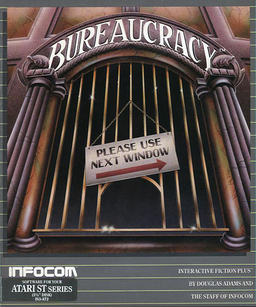 BUREAUCRACY
PLEASE USE
NEXT WINDOW
INFOCOM
INTERACTIVE FICTION PLUS
SOFTWARE FOR YOUR
ATARI ST SERIES
BY DOUGLAS ADAMS AND
THE STAFF OF INFOCOM